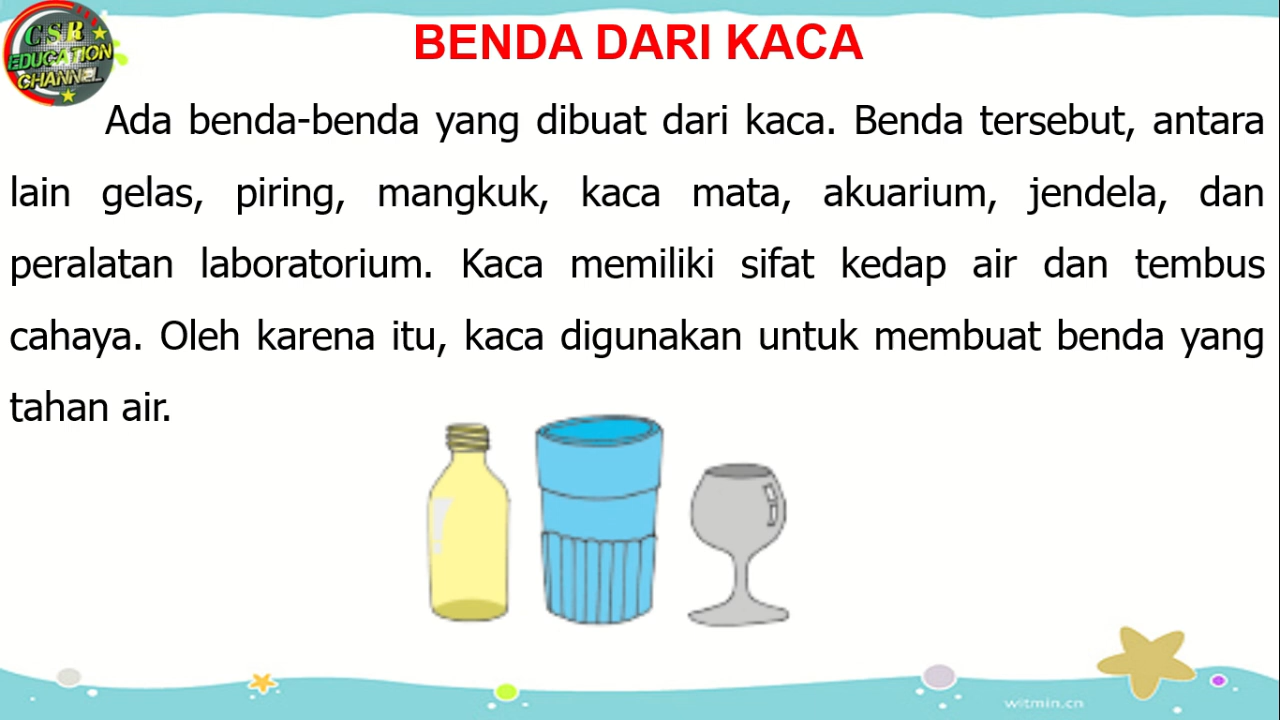 C S R
EDUCATION
CHANNEL
BENDA DARI KACA
Ada benda-benda yang dibuat dari kaca. Benda tersebut, antara
lain gelas, piring, mangkuk, kaca mata, akuarium, jendela, dan
peralatan laboratorium. Kaca memiliki sifat kedap air dan tembus
cahaya. Oleh karena itu, kaca digunakan untuk membuat benda yang
tahan air.
witmin.cn